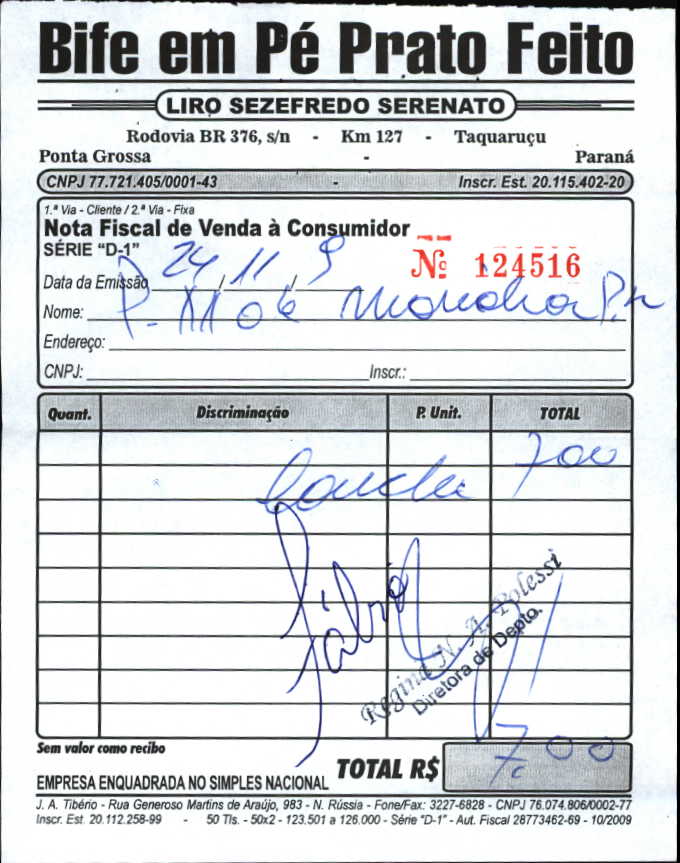 Bife em Pé Prato Feito
LIRO SEZEFREDO SERENATO
Rodovia BR 376, s/n - Km 127 - Taquaruçu
Ponta Grossa - Paraná
CNPJ 77.721.405/0001-43 - Inscr. Est. 20.115.402-20
1.ª Via - Cliente / 2.ª Via - Fixa
Nota Fiscal de Venda à Consumidor
SÉRIE "D-1"
Nº 124516
Data da Emissão 24 / 11 / 9
Nome: P.
Endereço:
CNPJ: Inscr.:
Quant. Discriminação P. Unit. TOTAL
700
Fábio
Regina N. A. Polessi
Diretora de Depto.
Sem valor como recibo
TOTAL R$ 7.00
EMPRESA ENQUADRADA NO SIMPLES NACIONAL
J. A. Tibério - Rua Generoso Martins de Araújo, 983 - N. Rússia - Fone/Fax: 3227-6828 - CNPJ 76.074.806/0002-77
Inscr. Est. 20.112.258-99 - 50 Tls. - 50x2 - 123.501 a 126.000 - Série "D-1" - Aut. Fiscal 28773462-69 - 10/2009